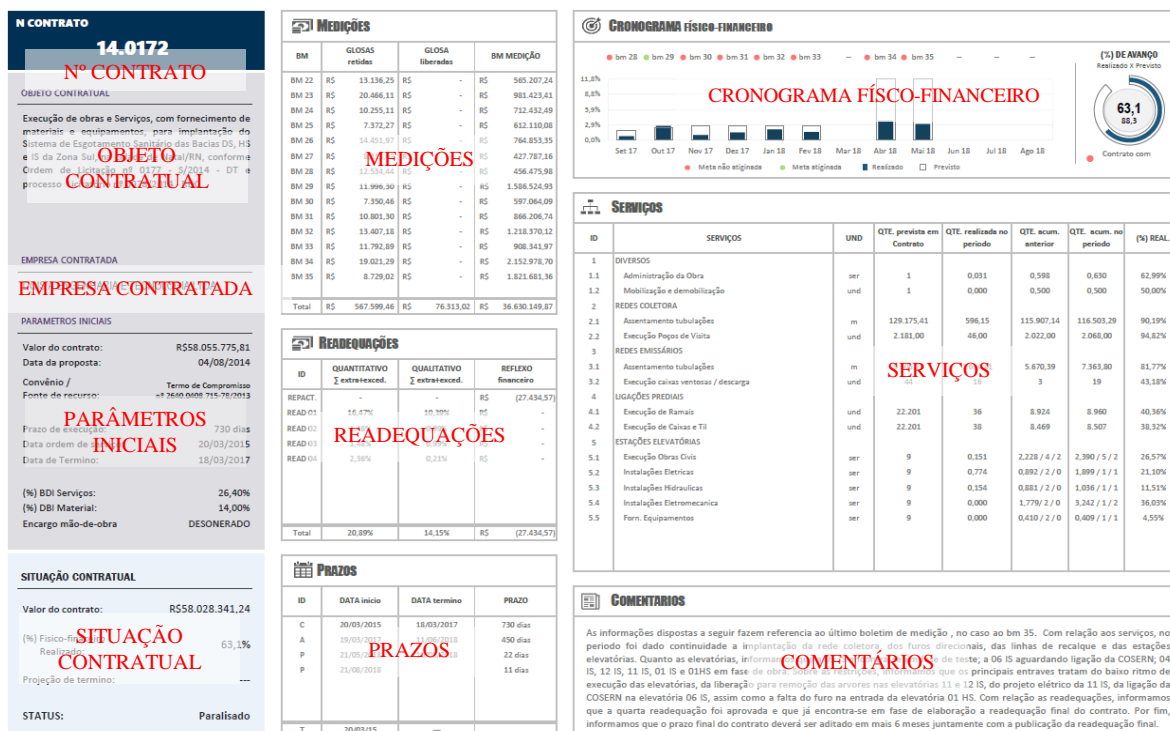 N CONTRATO
14.0172
Nº CONTRATO
OBJETO CONTRATUAL
Execução de obras e Serviços, com fornecimento de
materiais e equipamentos, para implantação do
Sistema de Esgotamento Sanitário das Bacias DS, HS
e IS da Zona Sul, Natal/RN, conforme
Ordem de Licitação nº 0177 - S/2014 - DT e
processo
OBJETO
CONTRATUAL
EMPRESA CONTRATADA
EMPRESA CONTRATADA
PARAMETROS INICIAIS
Valor do contrato: R$58.055.775,81
Data da proposta: 04/08/2014
Convênio / Termo de Compromisso
Fonte de recurso: nº 2640.0408.715-78/2013
PARÂMETROS
INICIAIS
Prazo de execução: 730 dias
Data ordem de 20/03/2015
Data de Termino: 18/03/2017
(%) BDI Serviços: 26,40%
(%) DBI Material: 14,00%
Encargo mão-de-obra DESONERADO
SITUAÇÃO CONTRATUAL
Valor do contrato: R$58.028.341,24
(%) Fisico-financeiro
Realizado: 63,1%
SITUAÇÃO
CONTRATUAL
Projeção de termino: ---
STATUS: Paralisado
MEDIÇÕES
BM GLOSAS retidas GLOSA liberadas BM MEDIÇÃO
BM 22 R$ 13.136,25 R$ - R$ 565.207,24
BM 23 R$ 20.466,11 R$ - R$ 981.423,41
BM 24 R$ 10.255,11 R$ - R$ 712.432,49
BM 25 R$ 7.372,27 R$ - R$ 612.110,08
BM 26 R$ 14.451,97 R$ - R$ 764.853,35
BM 27 R$ R$ - R$ 427.787,16
MEDIÇÕES
BM 28 R$ 12.534,44 R$ - R$ 456.475,98
BM 29 R$ 11.996,30 R$ - R$ 1.586.524,93
BM 30 R$ 7.350,46 R$ - R$ 597.064,09
BM 31 R$ 10.801,30 R$ - R$ 866.206,74
BM 32 R$ 13.407,18 R$ - R$ 1.218.370,12
BM 33 R$ 11.792,89 R$ - R$ 908.341,97
BM 34 R$ 19.021,29 R$ - R$ 2.152.978,70
BM 35 R$ 8.729,02 R$ - R$ 1.821.681,36
Total R$ 567.599,46 R$ 76.313,02 R$ 36.630.149,87
READEQUAÇÕES
ID QUANTITATIVO ∑ extra+exced. QUALITATIVO ∑ extra+exced. REFLEXO financeiro
REPACT. - - R$ (27.434,57)
READ 01 16,47% 10,39% R$ -
READ 02 R$ -
READEQUAÇÕES
READ 03 R$ -
READ 04 2,36% 0,21% R$ -
Total 20,89% 14,15% R$ (27.434,57)
PRAZOS
ID DATA inicio DATA termino PRAZO
C 20/03/2015 18/03/2017 730 dias
A 19/03/2017 11/06/2018 450 dias
P 21/05/ 22 dias
PRAZOS
P 21/08/2018 11 dias
T 20/03/15 —
CRONOGRAMA FÍSICO-FINANCEIRO
bm 28 bm 29 bm 30 bm 31 bm 32 bm 33 — bm 34 bm 35 — — —
11,8%
8,8%
5,9%
2,9%
0,0%
CRONOGRAMA FÍSCO-FINANCEIRO
Set 17 Out 17 Nov 17 Dez 17 Jan 18 Fev 18 Mar 18 Abr 18 Mai 18 Jun 18 Jul 18 Ago 18
Meta não atiginada Meta atiginada Realizado Previsto
(%) DE AVANÇO
Realizado X Previsto
63,1
88,3
Contrato com
SERVIÇOS
ID SERVIÇOS UND QTE. prevista em Contrato QTE. realizada no periodo QTE. acum. anterior QTE. acum. no periodo (%) REAL.
1 DIVERSOS
1.1 Administração da Obra ser 1 0,031 0,598 0,630 62,99%
1.2 Mobilização e demobilização und 1 0,000 0,500 0,500 50,00%
2 REDES COLETORA
2.1 Assentamento tubulações m 129.175,41 596,15 115.907,14 116.503,29 90,19%
2.2 Execução Poços de Visita und 2.181,00 46,00 2.022,00 2.068,00 94,82%
3 REDES EMISSÁRIOS
3.1 Assentamento tubulações m 5.670,39 7.363,80 81,77%
SERVIÇOS
3.2 Execução caixas ventosas / descarga und 44 16 3 19 43,18%
4 LIGAÇÕES PREDIAIS
4.1 Execução de Ramais und 22.201 36 8.924 8.960 40,36%
4.2 Execução de Caixas e Til und 22.201 38 8.469 8.507 38,32%
5 ESTAÇÕES ELEVATÓRIAS
5.1 Execução Obras Civis ser 9 0,151 2,228 / 4 / 2 2,390 / 5 / 2 26,57%
5.2 Instalações Eletricas ser 9 0,774 0,892 / 2 / 0 1,899 / 1 / 1 21,10%
5.3 Instalações Hidraulicas ser 9 0,154 0,881 / 2 / 0 1,036 / 1 / 1 11,51%
5.4 Instalações Eletromecanica ser 9 0,000 1,779/ 2 / 0 3,242 / 1 / 2 36,03%
5.5 Forn. Equipamentos ser 9 0,000 0,410 / 2 / 0 0,409 / 1 / 1 4,55%
COMENTARIOS
As informações dispostas a seguir fazem referencia ao último boletim de medição , no caso ao bm 35. Com relação aos serviços, no
periodo foi dado continuidade a implantação da rede coletora, dos furos direcionais, das linhas de recalque e das estações
elevatórias. Quanto as elevatórias, de teste; a 06 IS aguardando ligação da COSERN; 04
COMENTÁRIOS
IS, 12 IS, 11 IS, 01 IS e 01HS em fase de obra. Sobre as restrições, informamos que os principais entraves tratam do baixo ritmo de
execução das elevatórias, da liberação para remoção das arvores nas elevatórias 11 e 12 IS, do projeto elétrico da 11 IS, da ligação da
COSERN na elevatória 06 IS, assim como a falta do furo na entrada da elevatória 01 HS. Com relação as readequações, informamos
que a quarta readequação foi aprovada e que já encontra-se em fase de elaboração a readequação final do contrato. Por fim,
informamos que o prazo final do contrato deverá ser aditado em mais 6 meses juntamente com a publicação da readequação final.